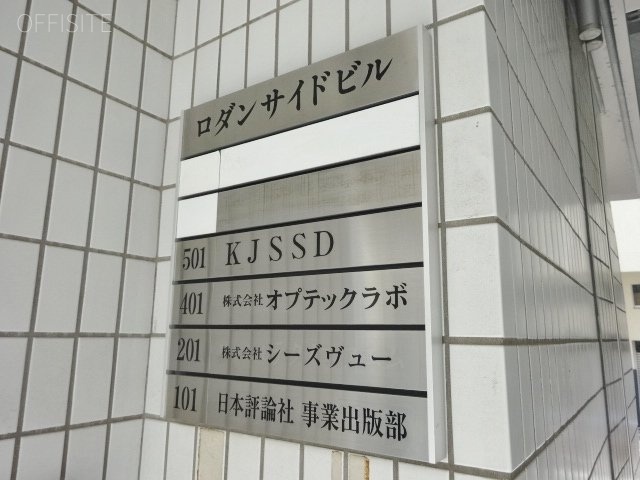 OFFISITE
ロダンサイドビル
501 KJSSD
401 株式会社 オプテックラボ
201 株式会社 シーズヴュー
101 日本評論社 事業出版部